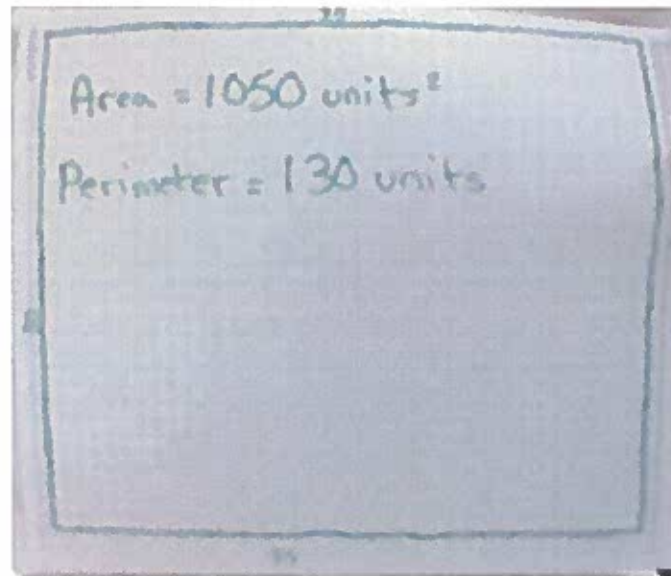 Area = 1050 units²
Perimeter = 130 units